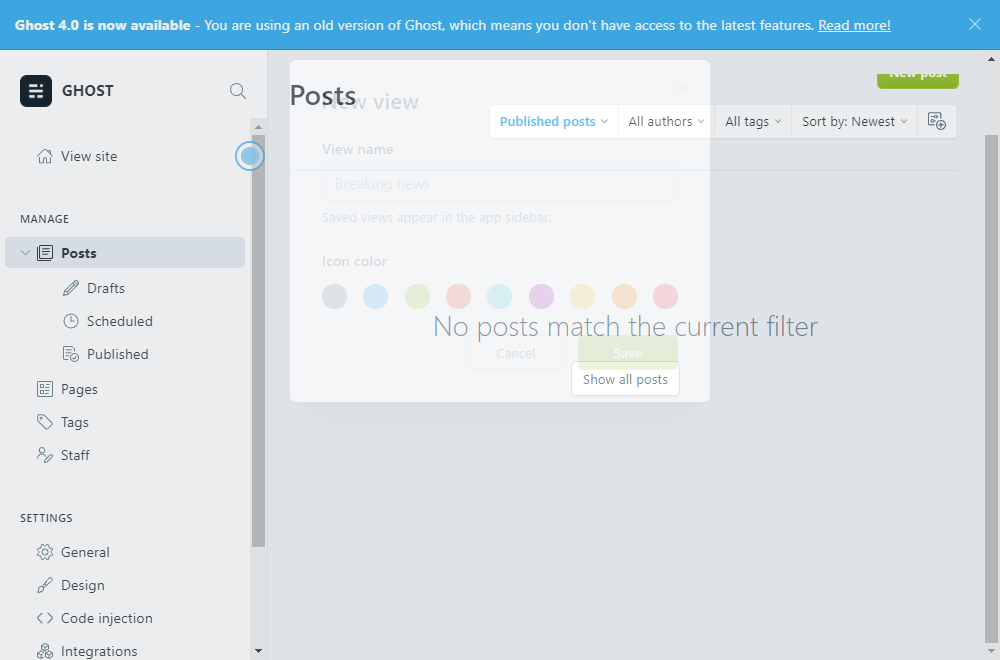 Ghost 4.0 is now available - You are using an old version of Ghost, which means you don't have access to the latest features. Read more!
GHOST
View site
MANAGE
Posts
Drafts
Scheduled
Published
Pages
Tags
Staff
SETTINGS
General
Design
Code injection
Integrations
Posts
New post
Published posts
All authors
All tags
Sort by: Newest
New view
View name
Breaking news
Saved views appear in the app sidebar.
Icon color
No posts match the current filter
Cancel
Save
Show all posts